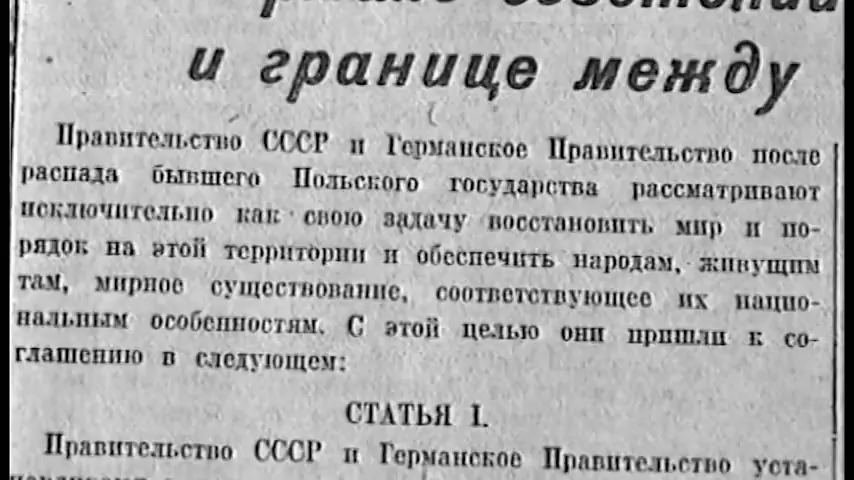 и границе между
Правительство СССР и Германское Правительство после
распада бывшего Польского государства рассматривают
исключительно как свою задачу восстановить мир и по-
рядок на этой территории и обеспечить народам, живущим
там, мирное существование, соответствующее их нацио-
нальным особенностям. С этой целью они пришли к со-
глашению в следующем:
СТАТЬЯ I.
Правительство СССР и Германское Правительство уста-